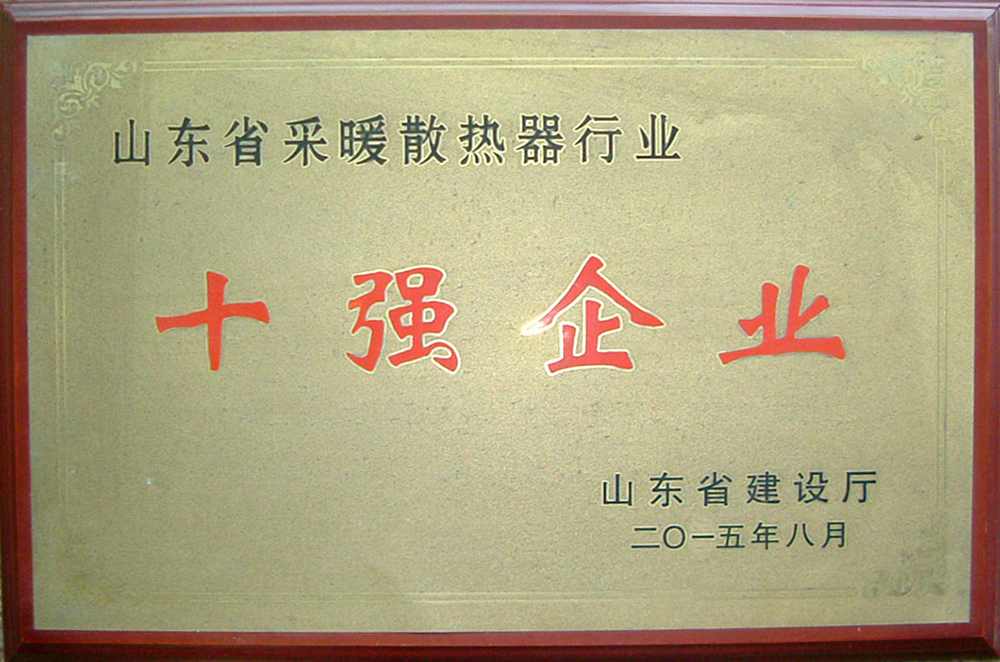 山东省采暖散热器行业
十强企业
山东省建设厅
二〇一五年八月